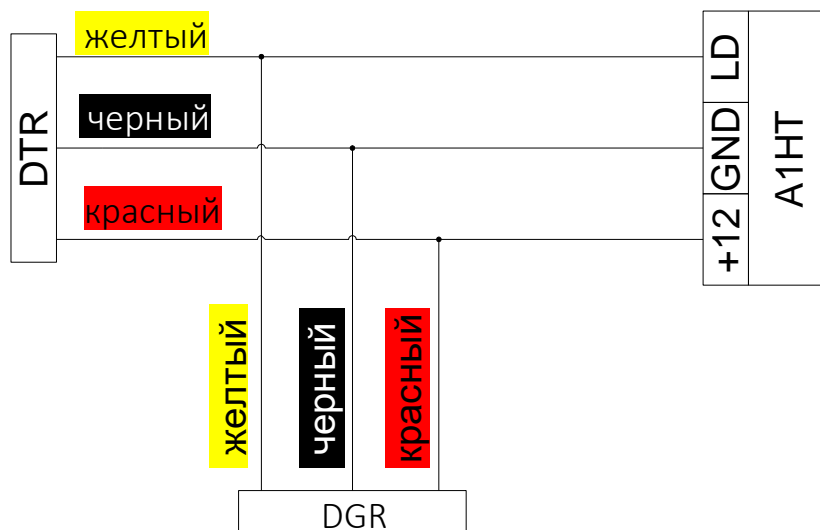 желтый
LD
DTR
черный
GND
A1HT
красный
+12
желтый
черный
красный
DGR